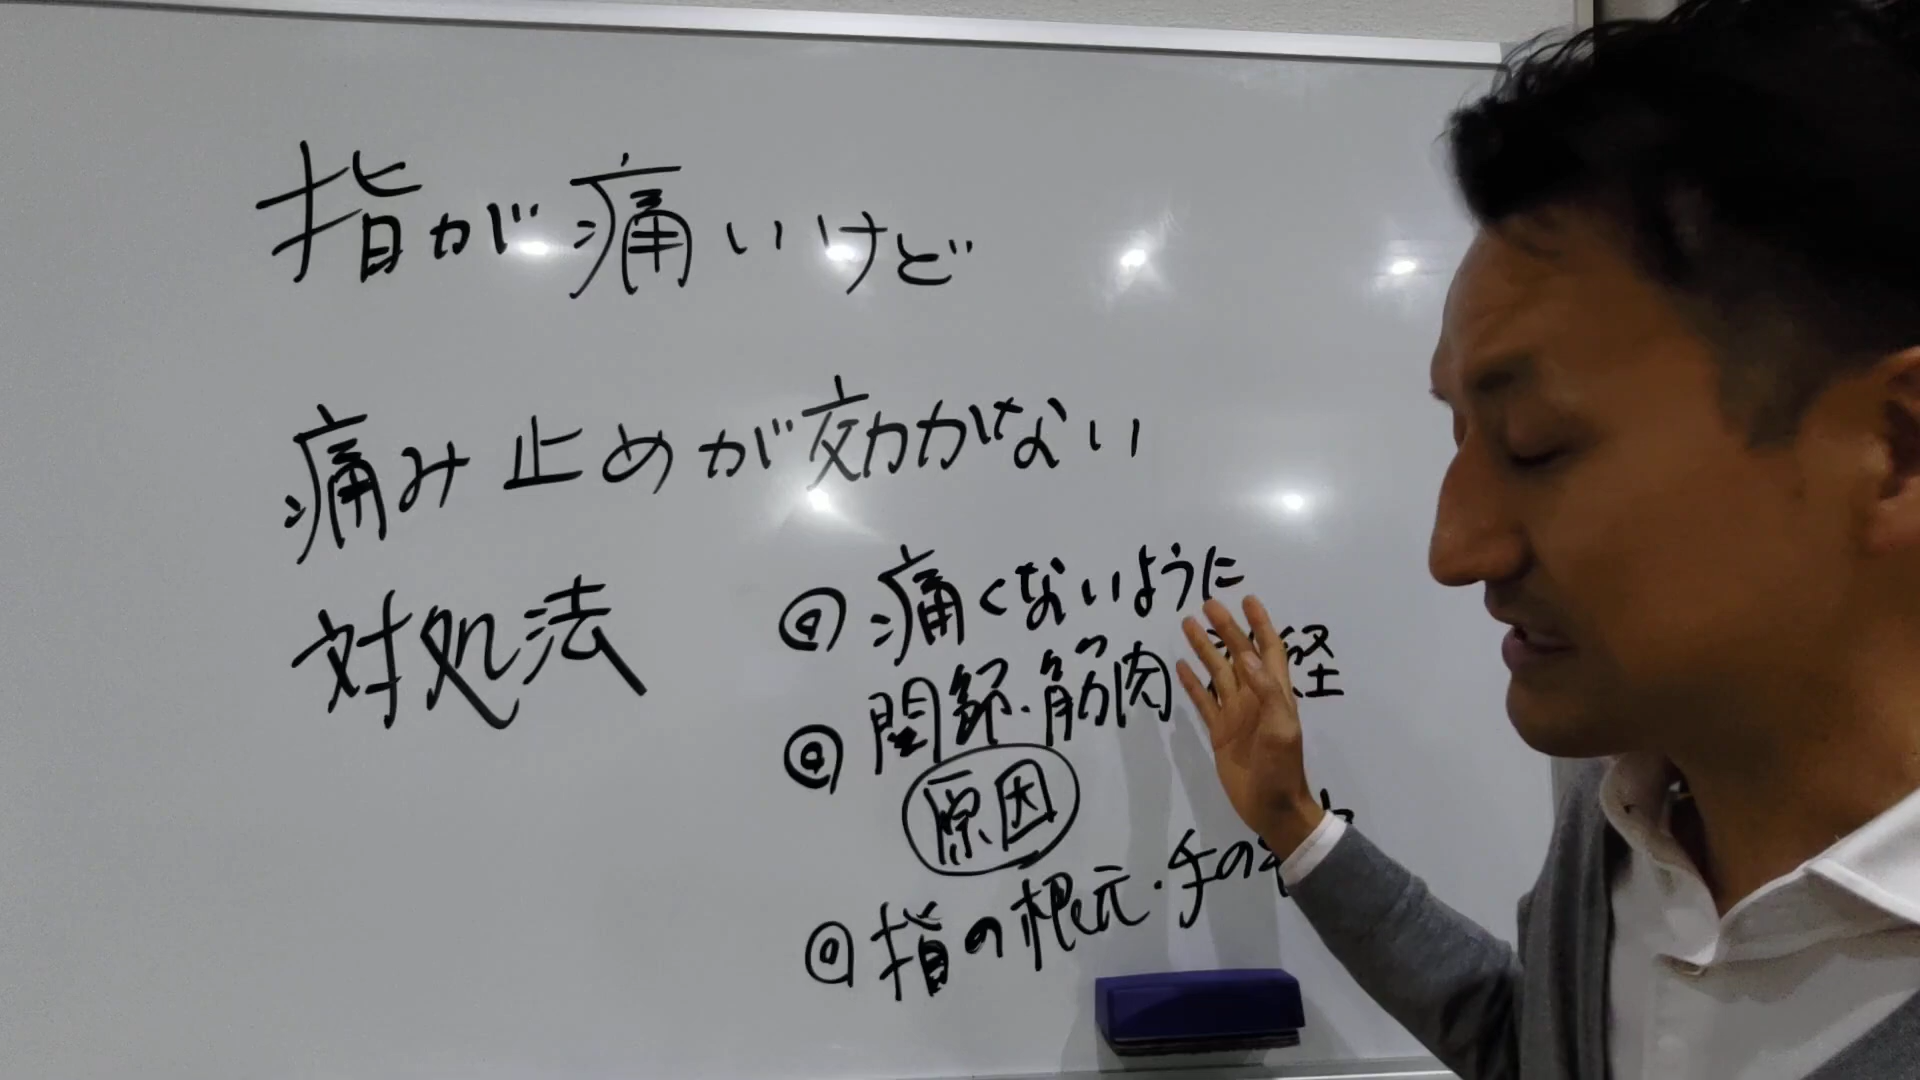 指が痛いけど
痛み止めが効かない
対処法
◎痛くないように
◎関節・筋肉 経
原因
◎指の根元・手の